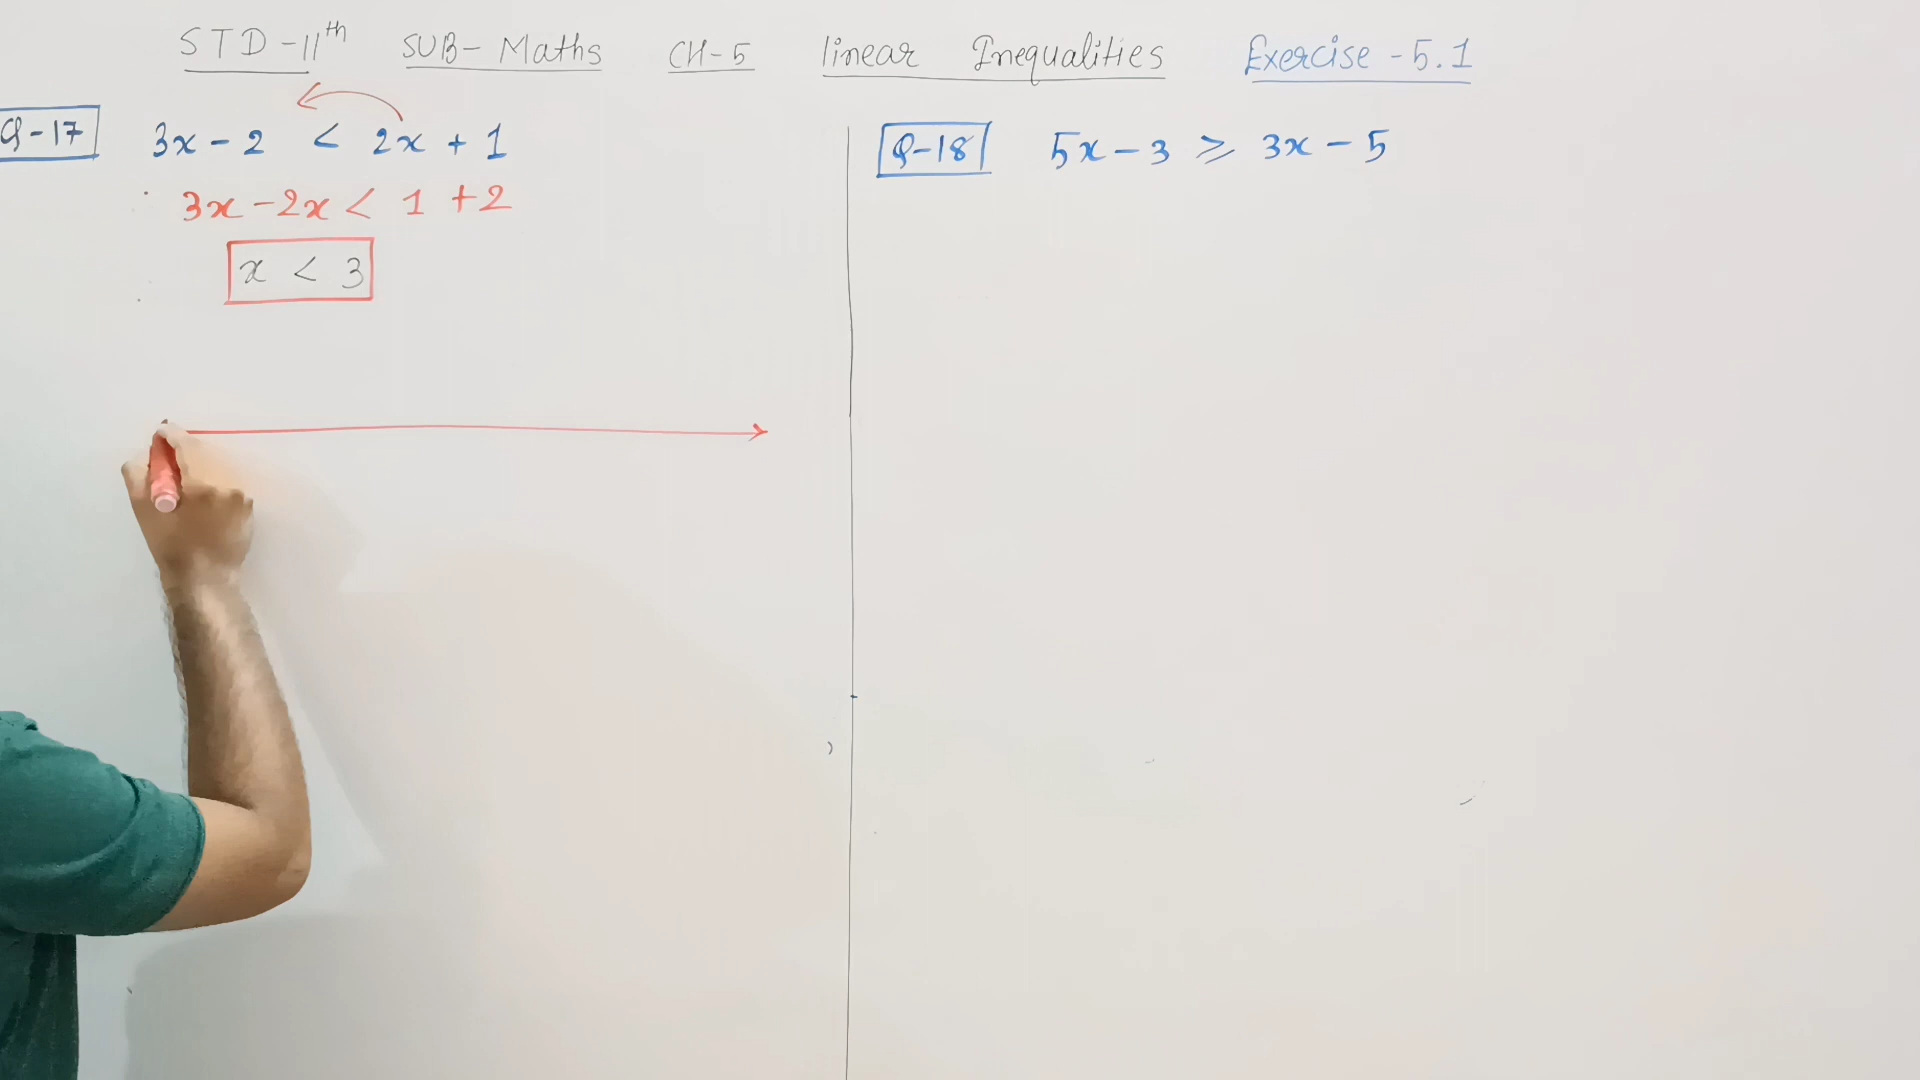 STD-11th SUB- Maths CH-5 linear Inequalities Exercise - 5.1
Q-17 3x - 2 < 2x + 1
3x - 2x < 1 + 2
x < 3
Q-18 5x - 3 ⩾ 3x - 5